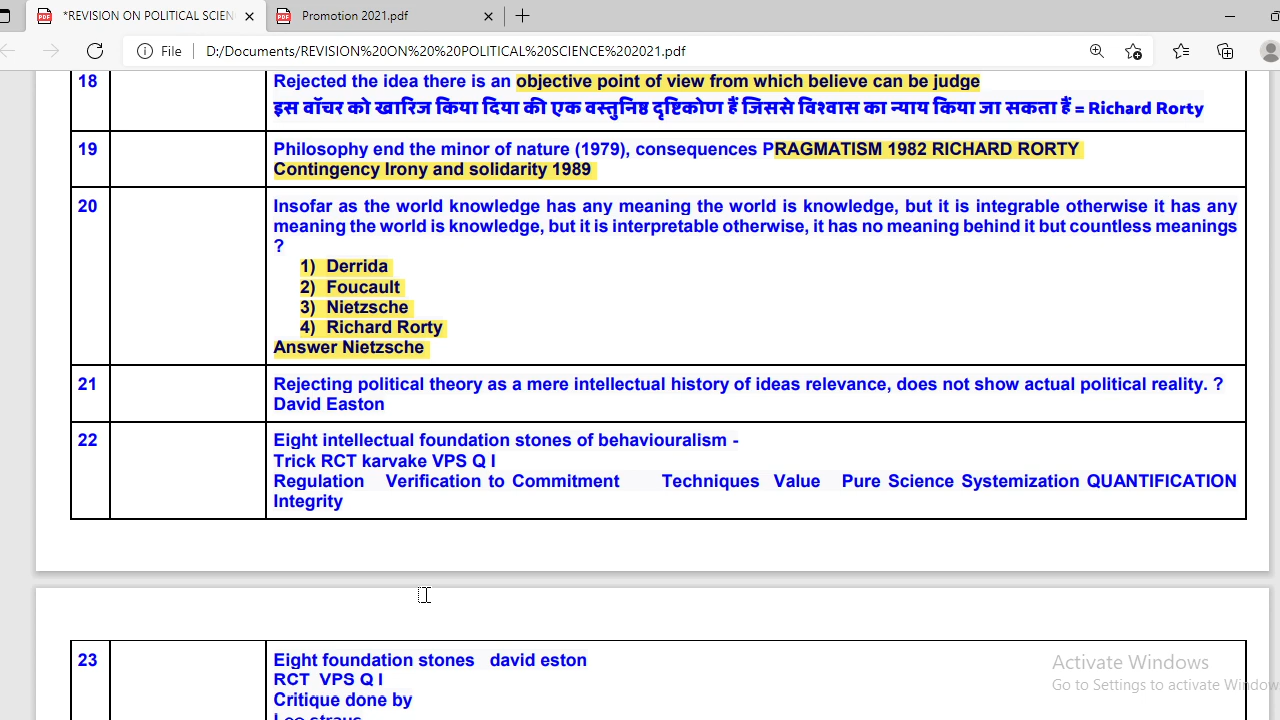 *REVISION ON POLITICAL SCIEN
Promotion 2021.pdf
File
D:/Documents/REVISION%20ON%20%20POLITICAL%20SCIENCE%202021.pdf
18
Rejected the idea there is an objective point of view from which believe can be judge
इस वॉचर को खारिज किया दिया की एक वस्तुनिष्ठ दृष्टिकोण हैं जिससे विश्वास का न्याय किया जा सकता हैं = Richard Rorty
19
Philosophy end the minor of nature (1979), consequences PRAGMATISM 1982 RICHARD RORTY
Contingency Irony and solidarity 1989
20
Insofar as the world knowledge has any meaning the world is knowledge, but it is integrable otherwise it has any
meaning the world is knowledge, but it is interpretable otherwise, it has no meaning behind it but countless meanings
?
1) Derrida
2) Foucault
3) Nietzsche
4) Richard Rorty
Answer Nietzsche
21
Rejecting political theory as a mere intellectual history of ideas relevance, does not show actual political reality. ?
David Easton
22
Eight intellectual foundation stones of behaviouralism -
Trick RCT karvake VPS Q I
Regulation Verification to Commitment Techniques Value Pure Science Systemization QUANTIFICATION
Integrity
23
Eight foundation stones david eston
RCT VPS Q I
Critique done by
Leo straus
Activate Windows
Go to Settings to activate Window